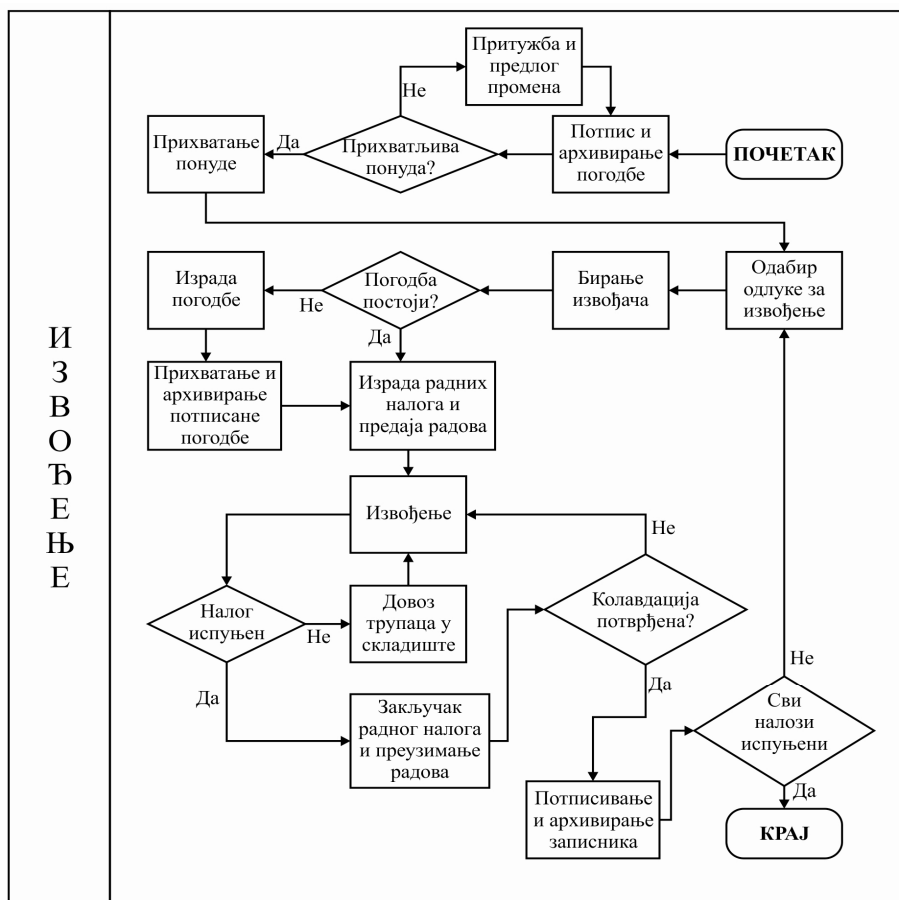 И
З
В
О
Ђ
Е
Њ
Е
Притужба и
предлог
промена
Не
Прихватање
понуде
Да
Прихватљива
понуда?
Потпис и
архивирање
погодбе
ПОЧЕТАК
Израда
погодбе
Не
Погодба
постоји?
Да
Бирање
извођача
Одабир
одлуке за
извођење
Прихватање и
архивирање
потписане
погодбе
Израда радних
налога и
предаја радова
Извођење
Не
Налог
испуњен
Не
Да
Довоз
трупаца у
складиште
Колавдација
потврђена?
Да
Закључак
радног налога
и преузимање
радова
Не
Сви
налози
испуњени
Да
Потписивање
и архивирање
записника
КРАЈ